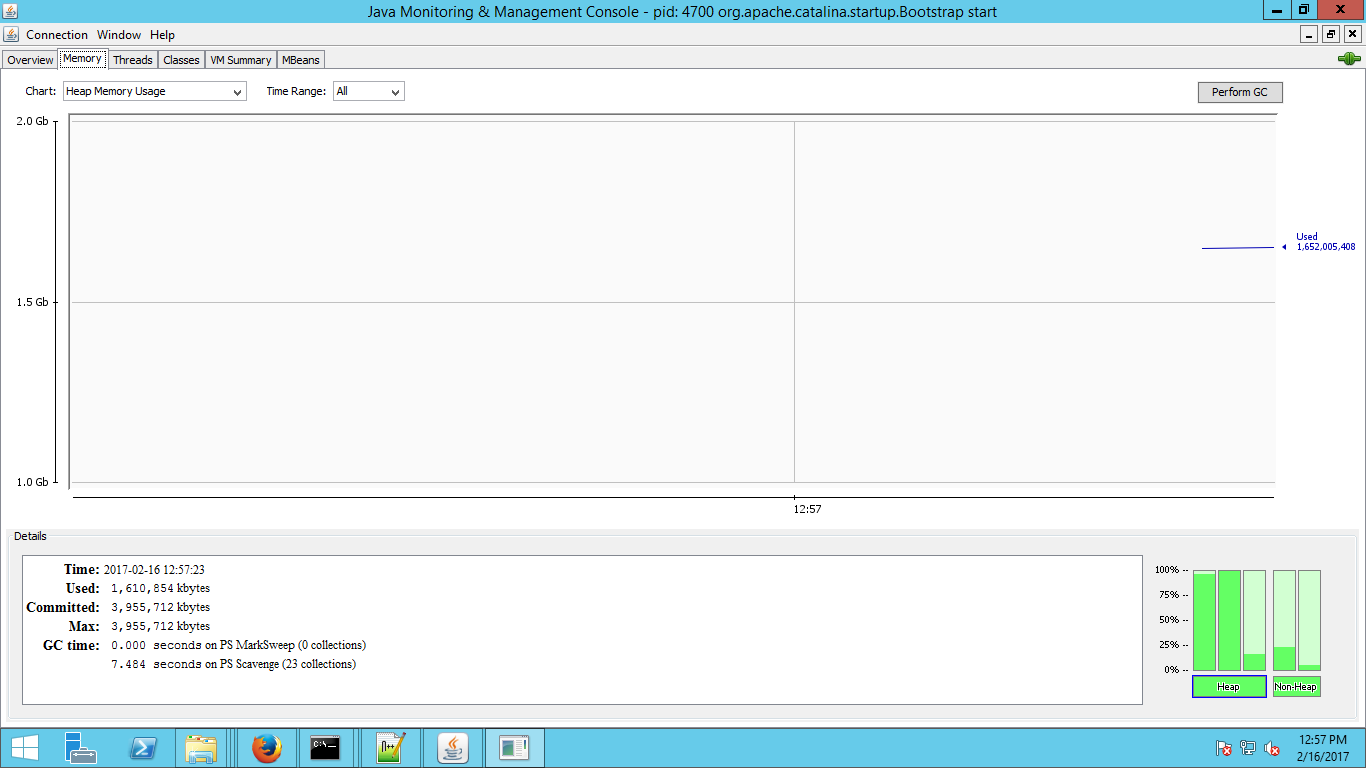 Java Monitoring & Management Console - pid: 4700 org.apache.catalina.startup.Bootstrap start
Connection Window Help
Overview Memory Threads Classes VM Summary MBeans
Chart: Heap Memory Usage Time Range: All Perform GC
2.0 Gb
Used
1,652,005,408
1.5 Gb
1.0 Gb
12:57
Details
Time: 2017-02-16 12:57:23
Used: 1,610,854 kbytes
Committed: 3,955,712 kbytes
Max: 3,955,712 kbytes
GC time: 0.000 seconds on PS MarkSweep (0 collections)
7.484 seconds on PS Scavenge (23 collections)
100% --
75% --
50% --
25% --
0% --
Heap Non-Heap
C:\
12:57 PM
2/16/2017